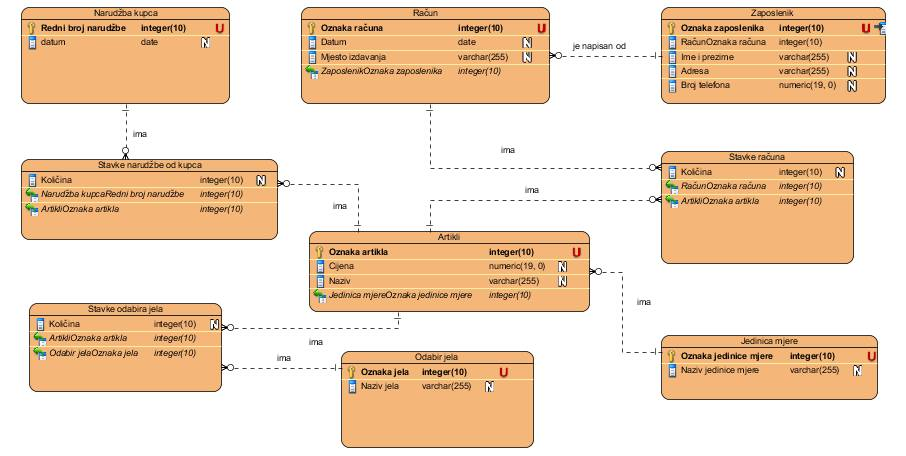 Narudžba kupca
Redni broj narudžbe integer(10) U
datum date N
Račun
Oznaka računa integer(10) U
Datum date N
Mjesto izdavanja varchar(255) N
ZaposlenikOznaka zaposlenika integer(10)
Zaposlenik
Oznaka zaposlenika integer(10) U
RačunOznaka računa integer(10)
Ime i prezime varchar(255) N
Adresa varchar(255) N
Broj telefona numeric(19, 0) N
je napisan od
ima
ima
Stavke narudžbe od kupca
Količina integer(10) N
Narudžba kupcaRedni broj narudžbe integer(10)
ArtikliOznaka artikla integer(10)
Stavke računa
Količina integer(10) N
RačunOznaka računa integer(10)
ArtikliOznaka artikla integer(10)
ima
ima
Artikli
Oznaka artikla integer(10) U
Cijena numeric(19, 0) N
Naziv varchar(255) N
Jedinica mjereOznaka jedinice mjere integer(10)
ima
Stavke odabira jela
Količina integer(10) N
ArtikliOznaka artikla integer(10)
Odabir jelaOznaka jela integer(10)
ima
ima
Odabir jela
Oznaka jela integer(10) U
Naziv jela varchar(255) N
Jedinica mjere
Oznaka jedinice mjere integer(10) U
Naziv jedinice mjere varchar(255) N